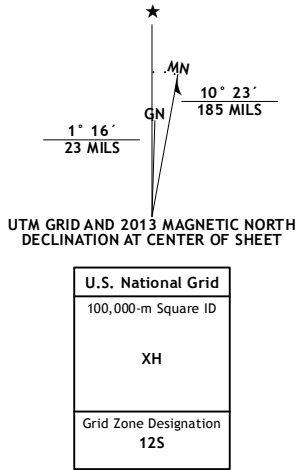 ★
MN
GN
10° 23´
185 MILS
1° 16´
23 MILS
UTM GRID AND 2013 MAGNETIC NORTH
DECLINATION AT CENTER OF SHEET
U.S. National Grid
100,000-m Square ID
XH
Grid Zone Designation
12S